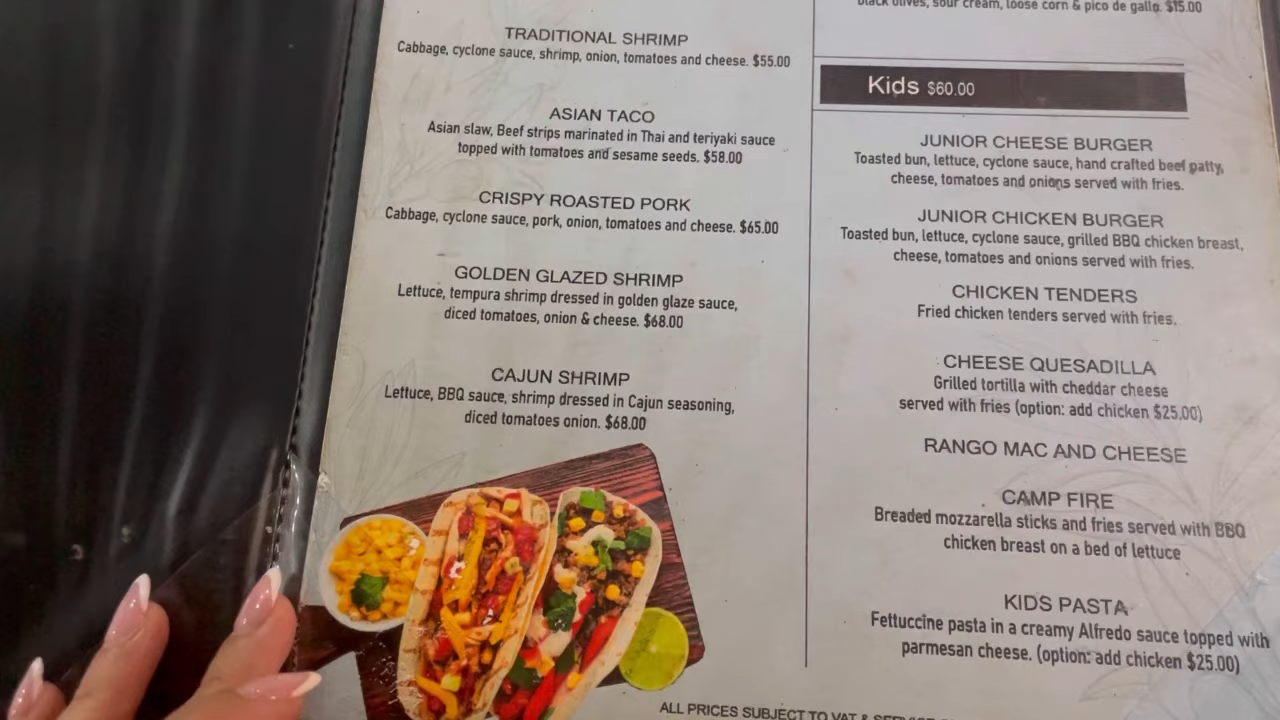 TRADITIONAL SHRIMP
Cabbage, cyclone sauce, shrimp, onion, tomatoes and cheese. $55.00
ASIAN TACO
Asian slaw, Beef strips marinated in Thai and teriyaki sauce
topped with tomatoes and sesame seeds. $58.00
CRISPY ROASTED PORK
Cabbage, cyclone sauce, pork, onion, tomatoes and cheese. $65.00
GOLDEN GLAZED SHRIMP
Lettuce, tempura shrimp dressed in golden glaze sauce,
diced tomatoes, onion & cheese. $68.00
CAJUN SHRIMP
Lettuce, BBQ sauce, shrimp dressed in Cajun seasoning,
diced tomatoes onion. $68.00
black olives, sour cream, loose corn & pico de gallo. $15.00
Kids $60.00
JUNIOR CHEESE BURGER
Toasted bun, lettuce, cyclone sauce, hand crafted beef patty,
cheese, tomatoes and onions served with fries.
JUNIOR CHICKEN BURGER
Toasted bun, lettuce, cyclone sauce, grilled BBQ chicken breast,
cheese, tomatoes and onions served with fries.
CHICKEN TENDERS
Fried chicken tenders served with fries.
CHEESE QUESADILLA
Grilled tortilla with cheddar cheese
served with fries (option: add chicken $25.00)
RANGO MAC AND CHEESE
CAMP FIRE
Breaded mozzarella sticks and fries served with BBQ
chicken breast on a bed of lettuce
KIDS PASTA
Fettuccine pasta in a creamy Alfredo sauce topped with
parmesan cheese. (option: add chicken $25.00)
ALL PRICES SUBJECT TO VAT &